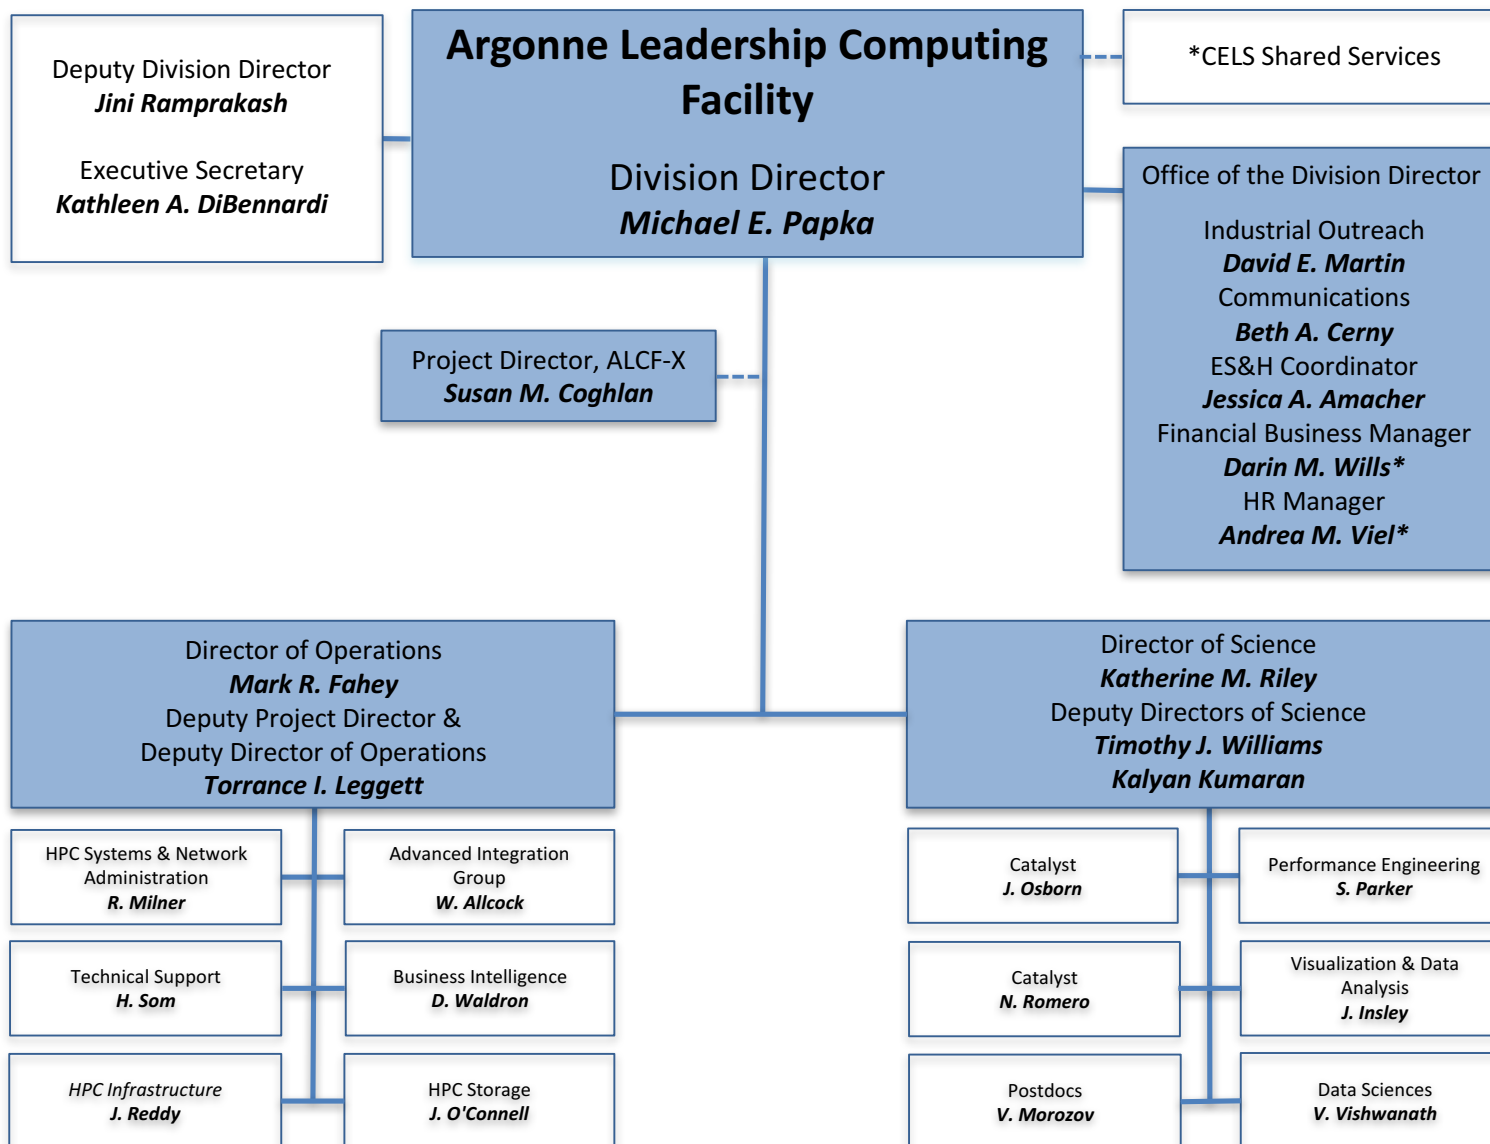 Deputy Division Director
Jini Ramprakash
Executive Secretary
Kathleen A. DiBennardi
Argonne Leadership Computing
Facility
Division Director
Michael E. Papka
*CELS Shared Services
Office of the Division Director
Industrial Outreach
David E. Martin
Communications
Beth A. Cerny
ES&H Coordinator
Jessica A. Amacher
Financial Business Manager
Darin M. Wills*
HR Manager
Andrea M. Viel*
Project Director, ALCF-X
Susan M. Coghlan
Director of Operations
Mark R. Fahey
Deputy Project Director &
Deputy Director of Operations
Torrance I. Leggett
Director of Science
Katherine M. Riley
Deputy Directors of Science
Timothy J. Williams
Kalyan Kumaran
HPC Systems & Network
Administration
R. Milner
Advanced Integration
Group
W. Allcock
Technical Support
H. Som
Business Intelligence
D. Waldron
HPC Infrastructure
J. Reddy
HPC Storage
J. O'Connell
Catalyst
J. Osborn
Performance Engineering
S. Parker
Catalyst
N. Romero
Visualization & Data
Analysis
J. Insley
Postdocs
V. Morozov
Data Sciences
V. Vishwanath